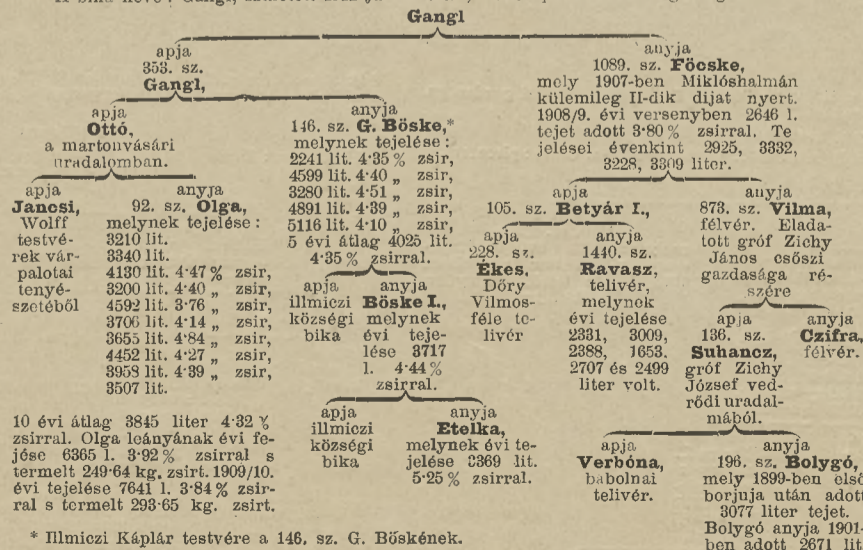 Gangl
apja
353. sz.
Gangl,
anyja
1089. sz. Föcske,
mely 1907-ben Miklóshalmán
külemileg II-dik dijat nyert.
1908/9. évi versenyben 2646 l.
tejet adott 3·80 % zsirral. Te
jelései évenkint 2925, 3332,
3228, 3309 liter.
apja
Ottó,
a martonvásári
uradalomban.
anyja
146. sz. G. Böske,*
melynek tejelése :
2241 lit. 4·35 % zsir,
4599 lit. 4·40 „ zsir,
3280 lit. 4·51 „ zsir,
4891 lit. 4·39 „ zsir,
5116 lit. 4·10 „ zsir,
5 évi átlag 4025 lit.
4·35 % zsirral.
apja
Jancsi,
Wolff
testvé-
rek vár-
palotai
tenyé-
szetéből
anyja
92. sz. Olga,
melynek tejelése :
3210 lit.
3340 lit.
4130 lit. 4·47 % zsir,
3200 lit. 4·40 „ zsir,
4592 lit. 3·76 „ zsir,
3706 lit. 4·14 „ zsir,
3655 lit. 4·84 „ zsir,
4452 lit. 4·27 „ zsir,
3958 lit. 4·39 „ zsir,
3507 lit.
10 évi átlag 3845 liter 4·32 %
zsirral. Olga leányának évi fe-
jése 6365 l. 3·92 % zsirral s
termelt 249·64 kg. zsirt. 1909/10.
évi tejelése 7641 l. 3·84 % zsir-
ral s termelt 293·65 kg. zsirt.
apja
illmiczi
községi
bika
anyja
Böske I.,
melynek
évi teje-
lése 3717
l. 4·44 %
zsirral.
apja
illmiczi
községi
bika
anyja
Etelka,
melynek évi te-
jelése 3369 lit.
5·25 % zsirral.
apja
105. sz. Betyár I.,
anyja
873. sz. Vilma,
félvér. Elada-
tott gróf Zichy
János csőszi
gazdasága ré-
szére
apja
228. sz.
Ékes,
Dőry
Vilmos-
féle te-
livér
anyja
1440. sz.
Ravasz,
telivér,
melynek
évi tejelése
2331, 3009,
2388, 1653.
2707 és 2499
liter volt.
apja
136. sz.
Suhancz,
gróf Zichy
József ved-
rődi uradal-
mából.
anyja
Czifra,
félvér.
apja
Verbóna,
babolnai
telivér.
anyja
196. sz. Bolygó,
mely 1899-ben első
borjuja után adott
3077 liter tejet.
Bolygó anyja 1901-
ben adott 2671 lit.
* Illmiczi Káplár testvére a 146. sz. G. Böskének.